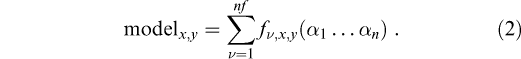 model_{x,y} = \sum_{\nu=1}^{nf} f_{\nu,x,y}(\alpha_1 \ldots \alpha_n) . (2)